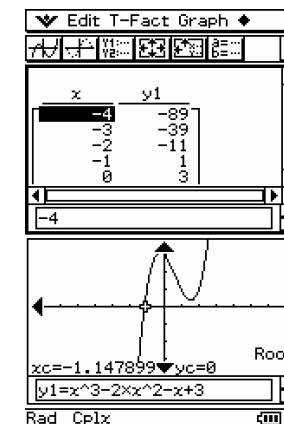 Edit T-Fact Graph
x y1
-4 -89
-3 -39
-2 -11
-1 1
0 3
-4
Roo
xc=-1.147899 yc=0
y1=x^3-2×x^2-x+3
Rad Cplx